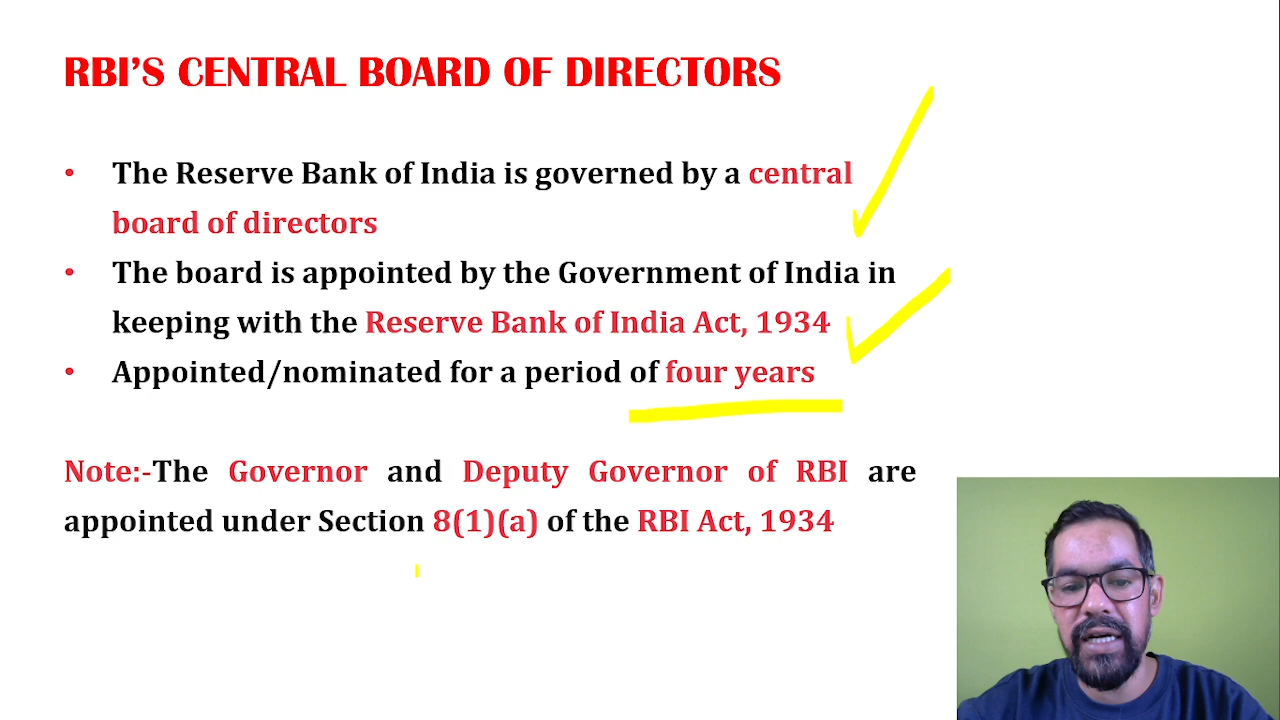 RBI'S CENTRAL BOARD OF DIRECTORS
• The Reserve Bank of India is governed by a central
board of directors
• The board is appointed by the Government of India in
keeping with the Reserve Bank of India Act, 1934
• Appointed/nominated for a period of four years
Note:-The Governor and Deputy Governor of RBI are
appointed under Section 8(1)(a) of the RBI Act, 1934